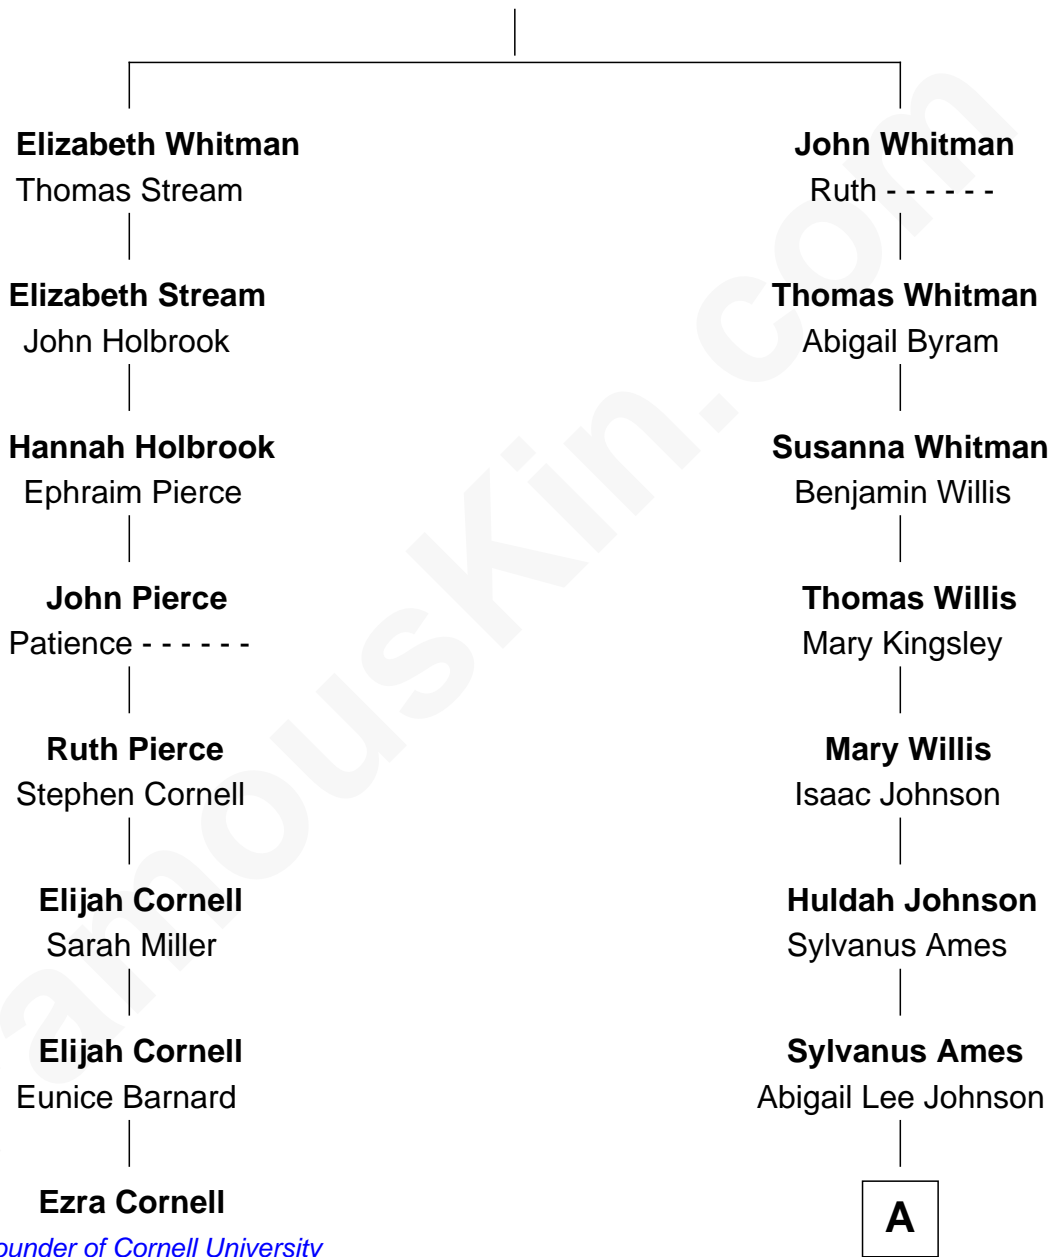 Elizabeth Whitman
Thomas Stream
John Whitman
Ruth - - - - - -
Elizabeth Stream
John Holbrook
Thomas Whitman
Abigail Byram
Hannah Holbrook
Ephraim Pierce
Susanna Whitman
Benjamin Willis
John Pierce
Patience - - - - - -
Thomas Willis
Mary Kingsley
Ruth Pierce
Stephen Cornell
Mary Willis
Isaac Johnson
Elijah Cornell
Sarah Miller
Huldah Johnson
Sylvanus Ames
Elijah Cornell
Eunice Barnard
Sylvanus Ames
Abigail Lee Johnson
Ezra Cornell
ounder of Cornell University
A
amouskin.com